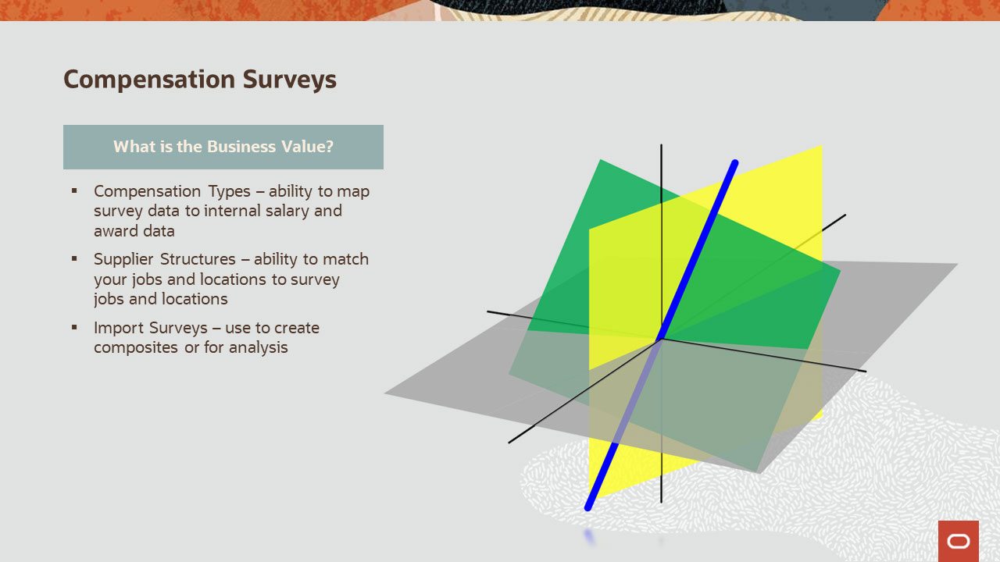 Compensation Surveys
What is the Business Value?
▪ Compensation Types – ability to map
survey data to internal salary and
award data
▪ Supplier Structures – ability to match
your jobs and locations to survey
jobs and locations
▪ Import Surveys – use to create
composites or for analysis